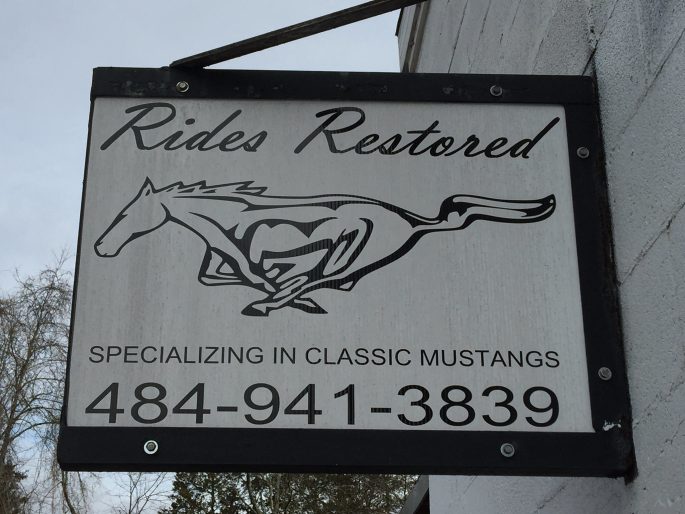 Rides Restored
SPECIALIZING IN CLASSIC MUSTANGS
484-941-3839